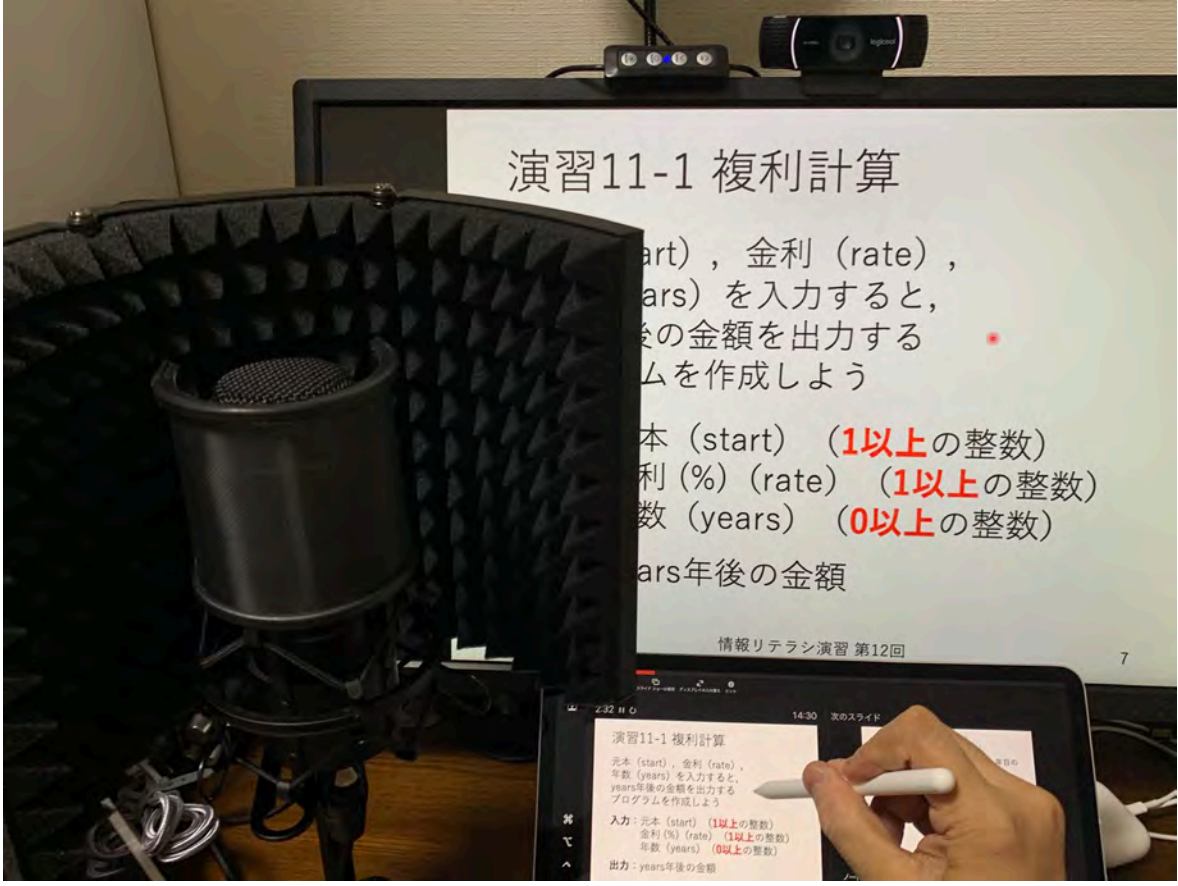 logicool
演習11-1 複利計算
art），金利（rate），
ars）を入力すると，
後の金額を出力する
ムを作成しよう
本（start）（1以上の整数）
利 (%)（rate）（1以上の整数）
数（years）（0以上の整数）
ars年後の金額
情報リテラシ演習 第12回
7
2:32
14:30
次のスライド
演習11-1 複利計算
元本（start），金利（rate），
年数（years）を入力すると，
years年後の金額を出力する
プログラムを作成しよう
入力：元本（start）（1以上の整数）
金利 (%)（rate）（1以上の整数）
年数（years）（0以上の整数）
出力：years年後の金額
⌘
⌥
^